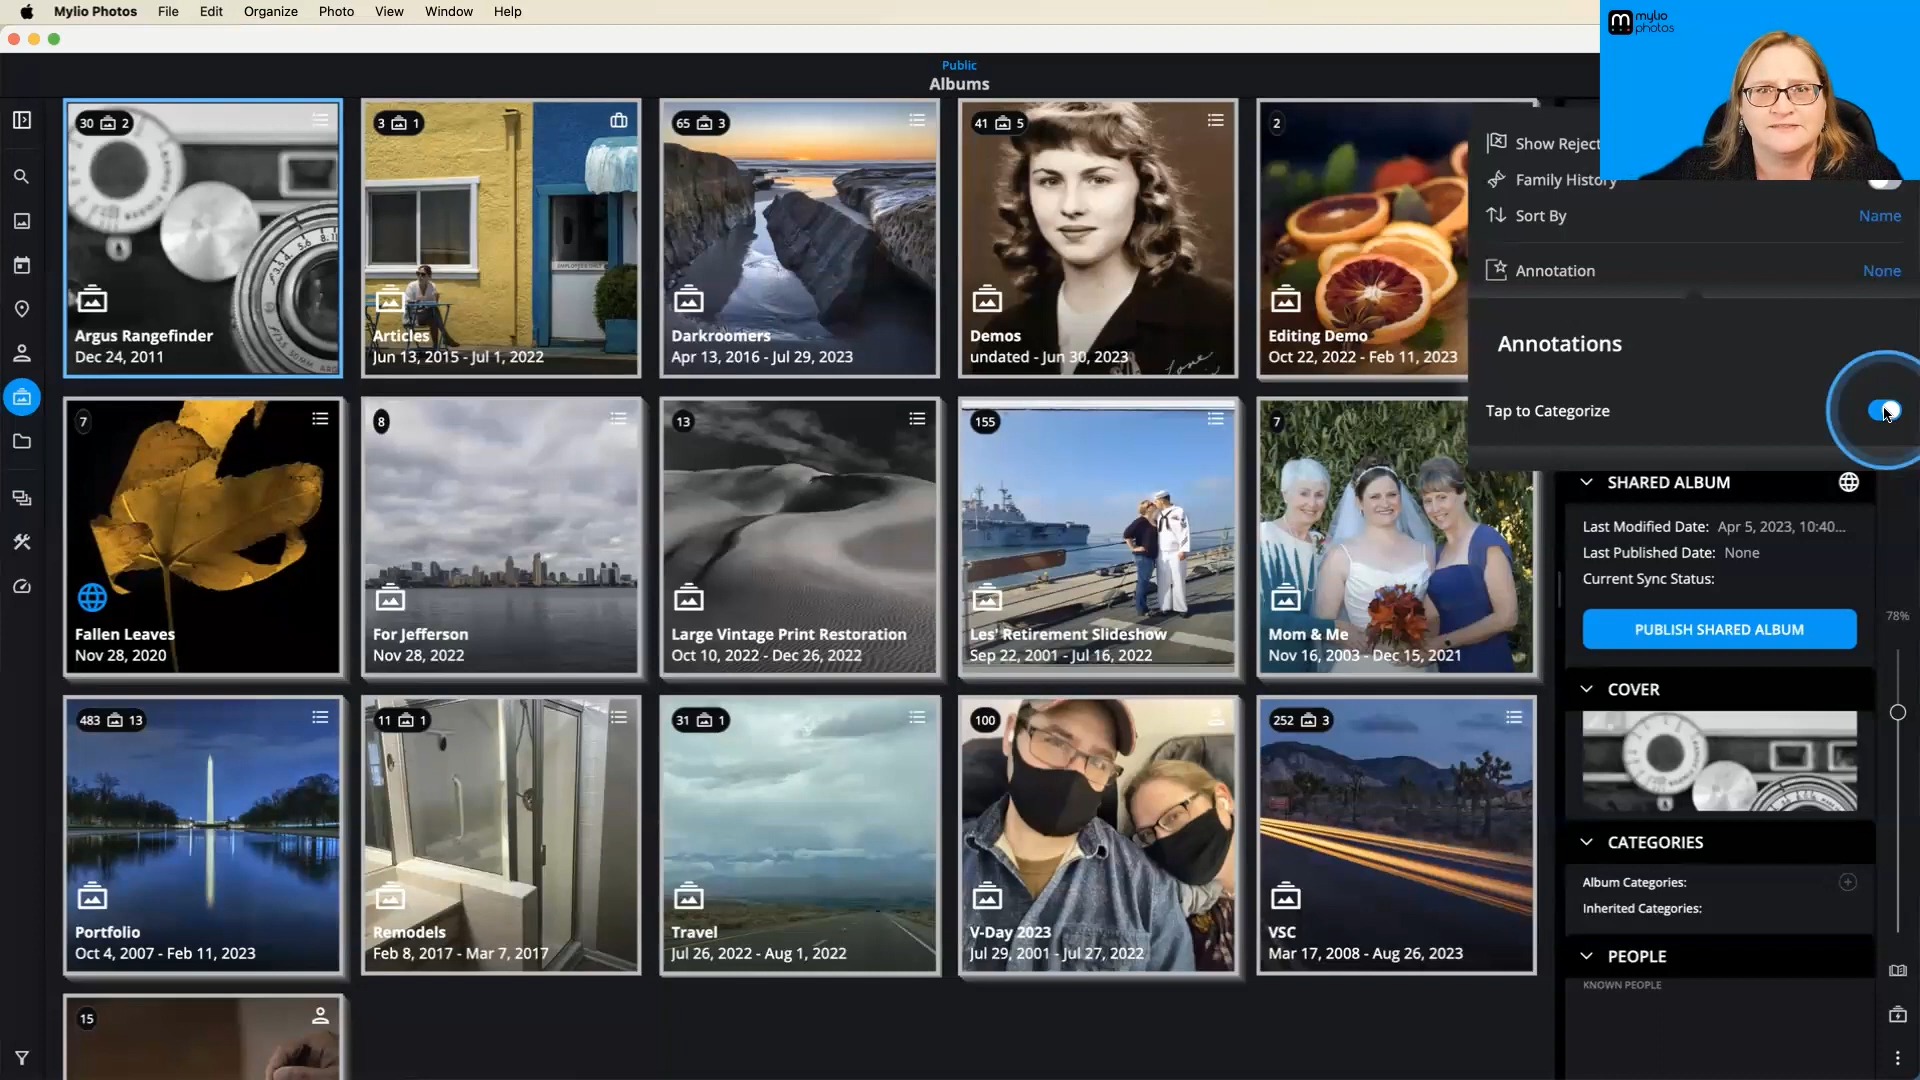 Mylio Photos File Edit Organize Photo View Window Help
mylio
photos
Public
Albums
30 2
Argus Rangefinder
Dec 24, 2011
3 1
EMPLOYEES ONLY
Articles
Jun 13, 2015 - Jul 1, 2022
65 3
Darkroomers
Apr 13, 2016 - Jul 29, 2023
41 5
Demos
undated - Jun 30, 2023
2
Editing Demo
Oct 22, 2022 - Feb 11, 2023
Show Reject
Family History
Sort By Name
Annotation None
Annotations
Tap to Categorize
7
Fallen Leaves
Nov 28, 2020
8
For Jefferson
Nov 28, 2022
13
Large Vintage Print Restoration
Oct 10, 2022 - Dec 26, 2022
155
Les' Retirement Slideshow
Sep 22, 2001 - Jul 16, 2022
7
Mom & Me
Nov 16, 2003 - Dec 15, 2021
SHARED ALBUM
Last Modified Date: Apr 5, 2023, 10:40...
Last Published Date: None
Current Sync Status:
PUBLISH SHARED ALBUM
78%
COVER
CATEGORIES
Album Categories:
Inherited Categories:
PEOPLE
KNOWN PEOPLE
483 13
Portfolio
Oct 4, 2007 - Feb 11, 2023
11 1
Remodels
Feb 8, 2017 - Mar 7, 2017
31 1
Travel
Jul 26, 2022 - Aug 1, 2022
100
V-Day 2023
Jul 29, 2001 - Jul 27, 2022
252 3
VSC
Mar 17, 2008 - Aug 26, 2023
15